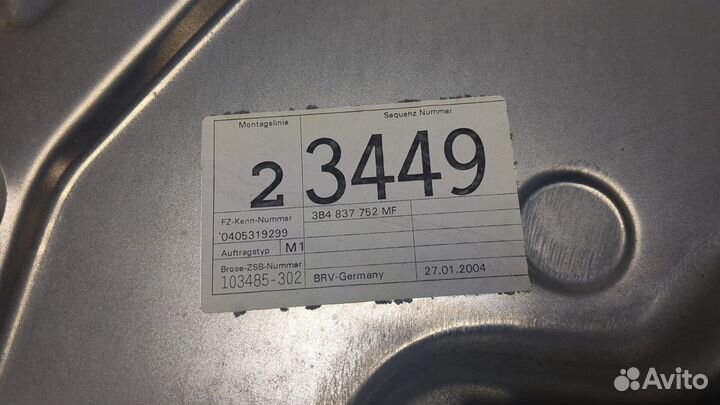 Montagelinie
Sequenz Nummer
2 3449
FZ-Kenn-Nummer
3B4 837 752 MF
0405319299
Auftragstyp M1
Brose-ZSB-Nummer
103485-302
BRV-Germany
27.01.2004
Avito